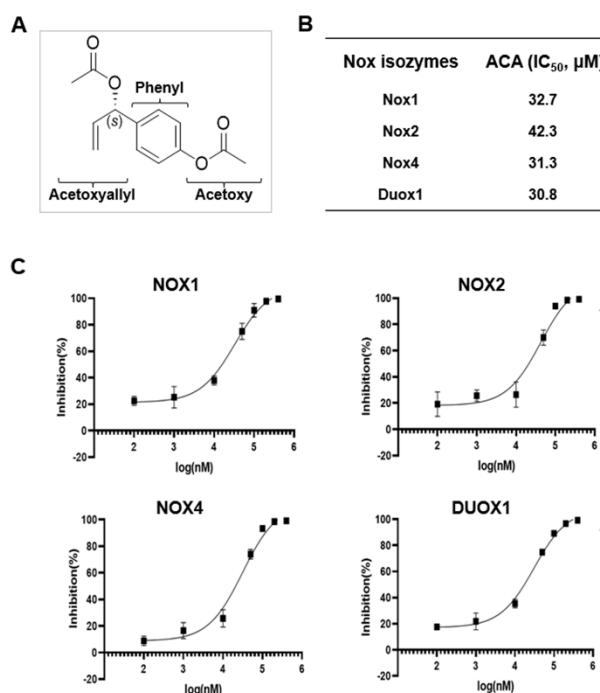 A
O
O
Phenyl
(s)
O
O
Acetoxyallyl Acetoxy
B
Nox isozymes ACA (IC50, μM)
Nox1 32.7
Nox2 42.3
Nox4 31.3
Duox1 30.8
C
NOX1
Inhibition(%)
100
80
60
40
20
0
-20
2 3 4 5 6
log(nM)
NOX2
Inhibition(%)
100
80
60
40
20
0
-20
2 3 4 5 6
log(nM)
NOX4
Inhibition(%)
100
80
60
40
20
0
-20
2 3 4 5 6
log(nM)
DUOX1
Inhibition(%)
100
80
60
40
20
0
-20
2 3 4 5 6
log(nM)